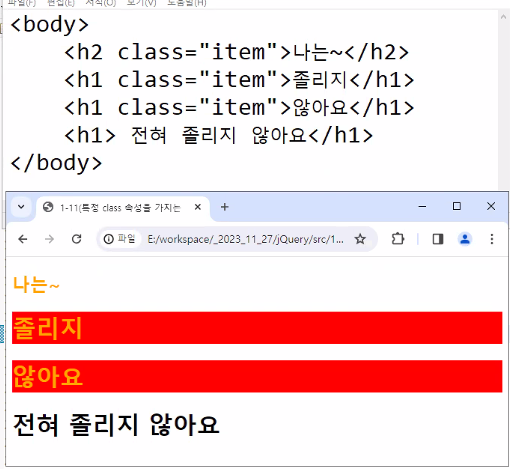 파일(F) 편집(E) 서식(O) 보기(V) 도움말(H)
<body>
<h2 class="item">나는~</h2>
<h1 class="item">졸리지</h1>
<h1 class="item">않아요</h1>
<h1> 전혀 졸리지 않아요</h1>
</body>
1-11(특정 class 속성를 가지는
파일 E:/workspace/_2023_11_27/jQuery/src/1...
나는~
졸리지
않아요
전혀 졸리지 않아요